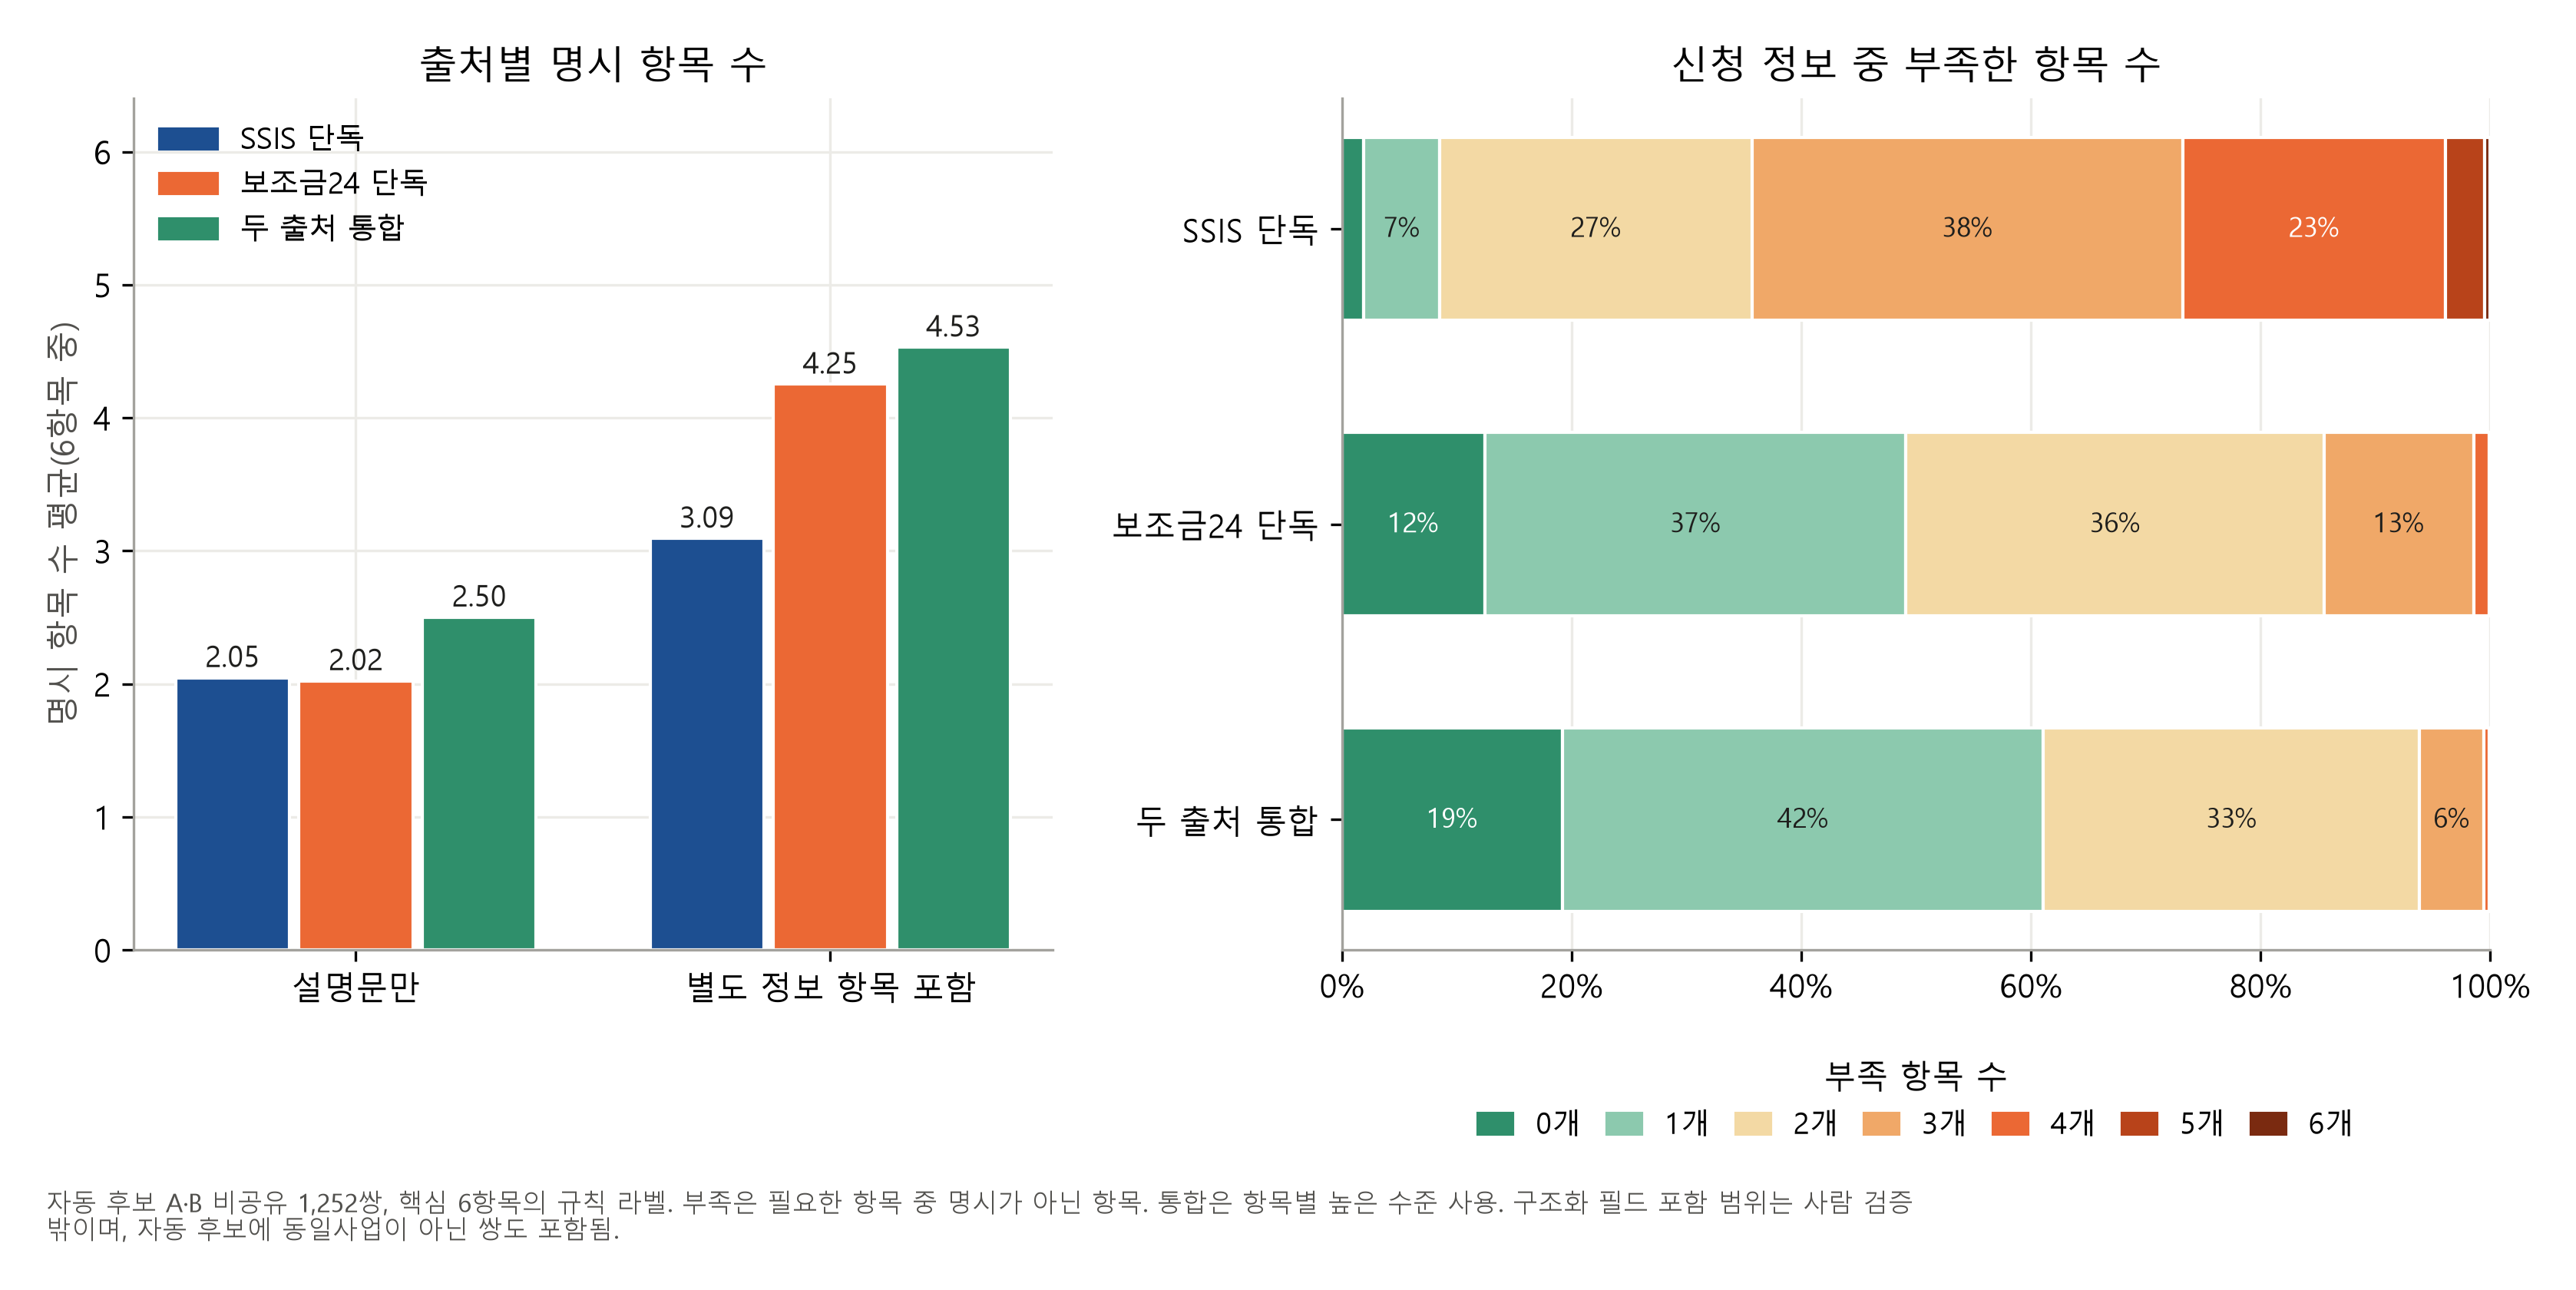 출처별 명시 항목 수
SSIS 단독
보조금24 단독
두 출처 통합
명시 항목 수 평균(6항목 중)
6
5
4
3
2
1
0
2.05
2.02
2.50
3.09
4.25
4.53
설명문만
별도 정보 항목 포함
신청 정보 중 부족한 항목 수
SSIS 단독
7%
27%
38%
23%
보조금24 단독
12%
37%
36%
13%
두 출처 통합
19%
42%
33%
6%
0%
20%
40%
60%
80%
100%
부족 항목 수
0개
1개
2개
3개
4개
5개
6개
자동 후보 A·B 비공유 1,252쌍, 핵심 6항목의 규칙 라벨. 부족은 필요한 항목 중 명시가 아닌 항목. 통합은 항목별 높은 수준 사용. 구조화 필드 포함 범위는 사람 검증
밖이며, 자동 후보에 동일사업이 아닌 쌍도 포함됨.